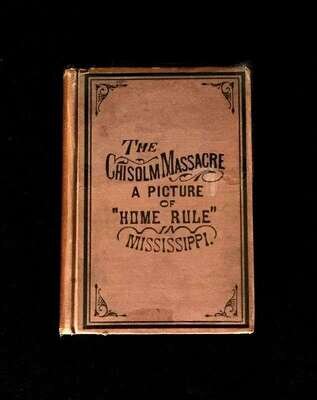 THE
CHISOLM MASSACRE
A PICTURE
OF
"HOME RULE"
IN
MISSISSIPPI.